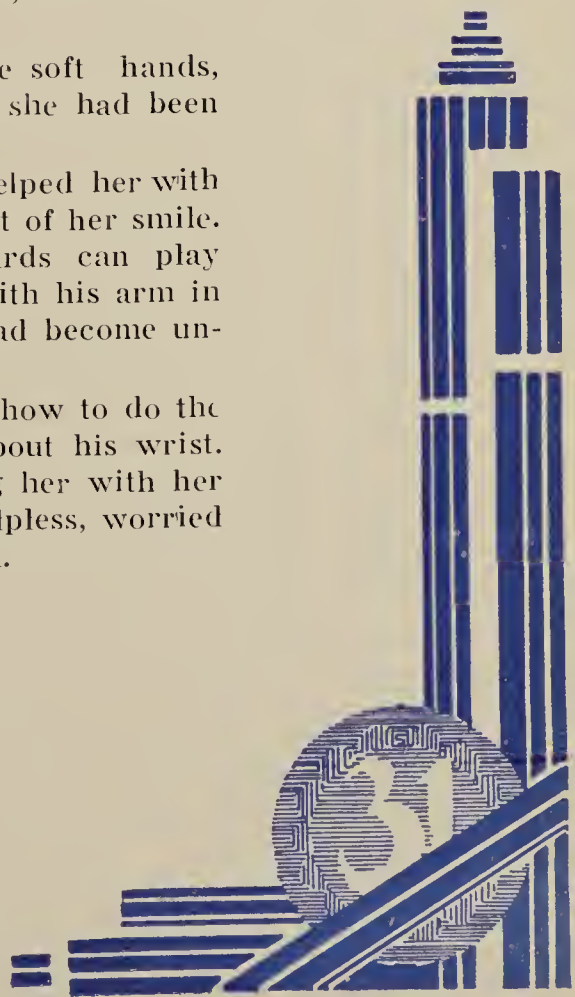 e soft hands,
she had been
elped her with
t of her smile.
rds can play
ith his arm in
ad become un-
how to do the
bout his wrist.
g her with her
lpless, worried
31